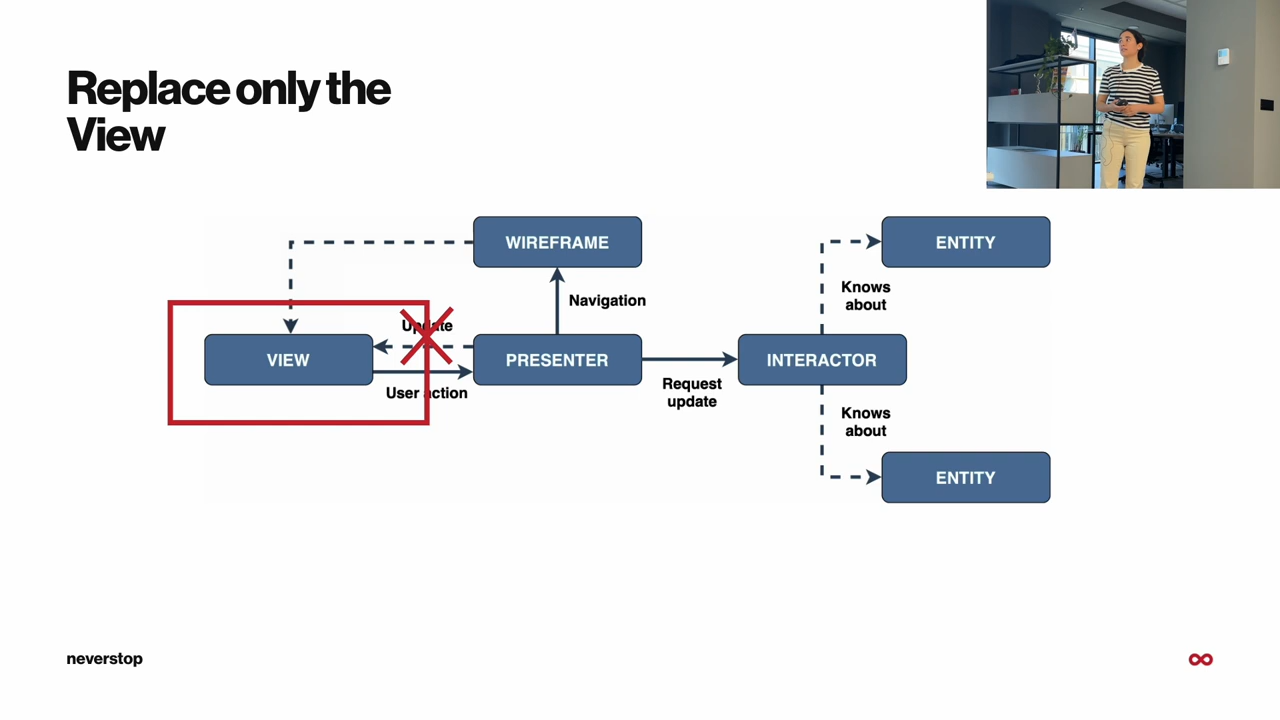 Replace only the
View
WIREFRAME
ENTITY
Navigation
Knows
about
Update
VIEW
PRESENTER
INTERACTOR
User action
Request
update
Knows
about
ENTITY
neverstop